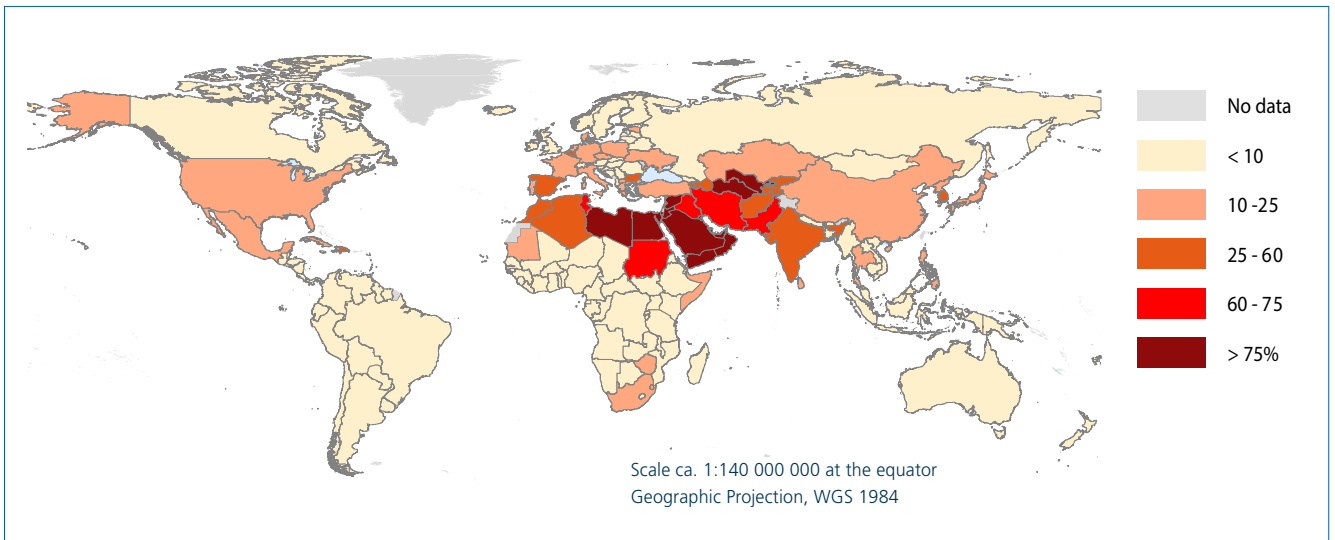 No data
< 10
10 -25
25 - 60
60 - 75
> 75%
Scale ca. 1:140 000 000 at the equator
Geographic Projection, WGS 1984